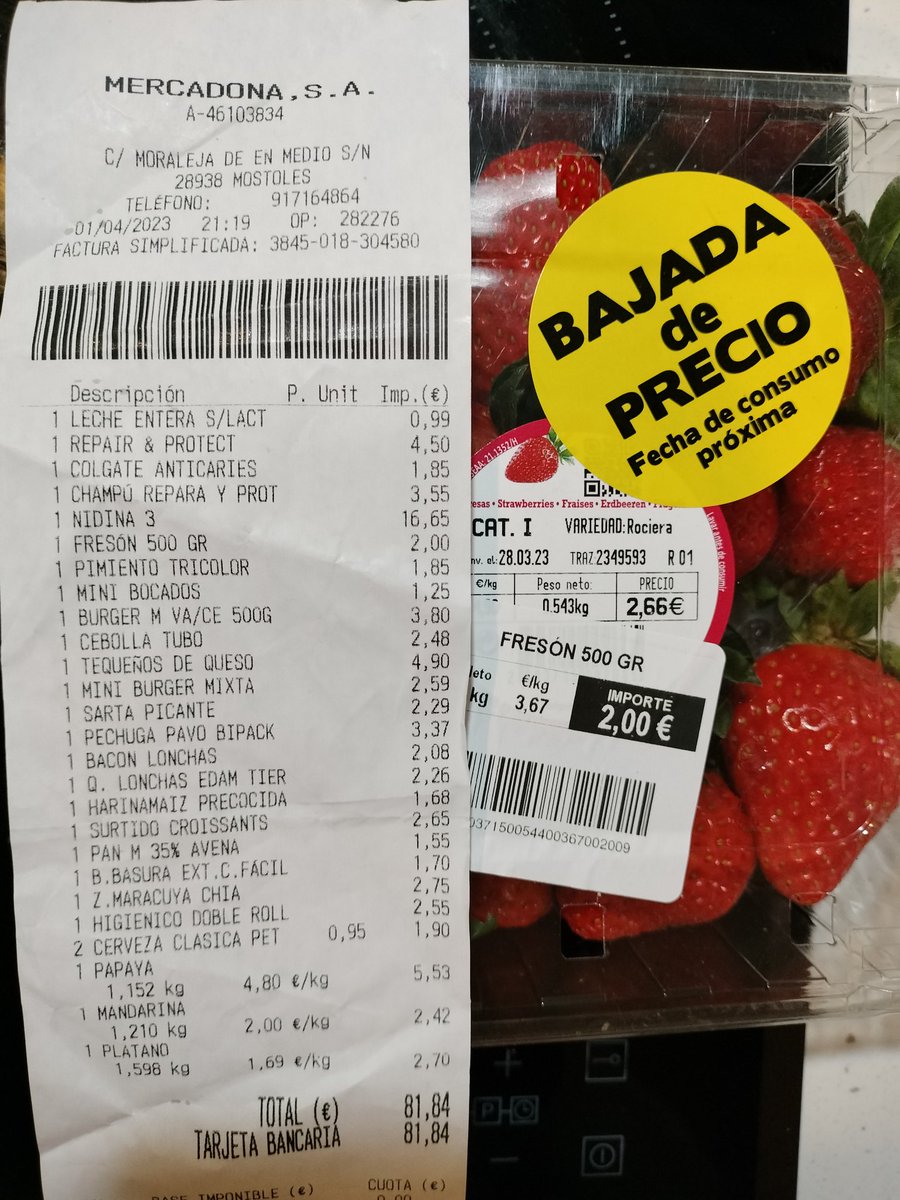 MERCADONA,S.A.
A-46103834
C/ MORALEJA DE EN MEDIO S/N
28938 MOSTOLES
TELÉFONO: 917164864
01/04/2023 21:19 OP: 282276
FACTURA SIMPLIFICADA: 3845-018-304580
Descripción P. Unit Imp.(€)
1 LECHE ENTERA S/LACT 0,99
1 REPAIR & PROTECT 4,50
1 COLGATE ANTICARIES 1,85
1 CHAMPÚ REPARA Y PROT 3,55
1 NIDINA 3 16,65
1 FRESÓN 500 GR 2,00
1 PIMIENTO TRICOLOR 1,85
1 MINI BOCADOS 1,25
1 BURGER M VA/CE 500G 3,80
1 CEBOLLA TUBO 2,48
1 TEQUEÑOS DE QUESO 4,90
1 MINI BURGER MIXTA 2,59
1 SARTA PICANTE 2,29
1 PECHUGA PAVO BIPACK 3,37
1 BACON LONCHAS 2,08
1 Q. LONCHAS EDAM TIER 2,26
1 HARINAMAIZ PRECOCIDA 1,68
1 SURTIDO CROISSANTS 2,65
1 PAN M 35% AVENA 1,55
1 B.BASURA EXT.C.FÁCIL 1,70
1 Z.MARACUYA CHIA 2,75
1 HIGIENICO DOBLE ROLL 2,55
2 CERVEZA CLASICA PET 0,95 1,90
1 PAPAYA
1,152 kg 4,80 €/kg 5,53
1 MANDARINA
1,210 kg 2,00 €/kg 2,42
1 PLATANO
1,598 kg 1,69 €/kg 2,70
TOTAL (€) 81,84
TARJETA BANCARIA 81,84
BASE IMPONIBLE (€) CUOTA (€)
BAJADA
de
PRECIO
Fecha de consumo
próxima
esas • Strawberries • Fraises • Erdbeeren
CAT. I VARIEDAD:Rociera
nv. el:28.03.23 TRAZ.2349593 R 01
€/kg Peso neto: PRECIO
0.543kg 2,66€
Lavar antes de consumir
FRESÓN 500 GR
eto €/kg IMPORTE
kg 3,67 2,00 €
037150054400367002009
P